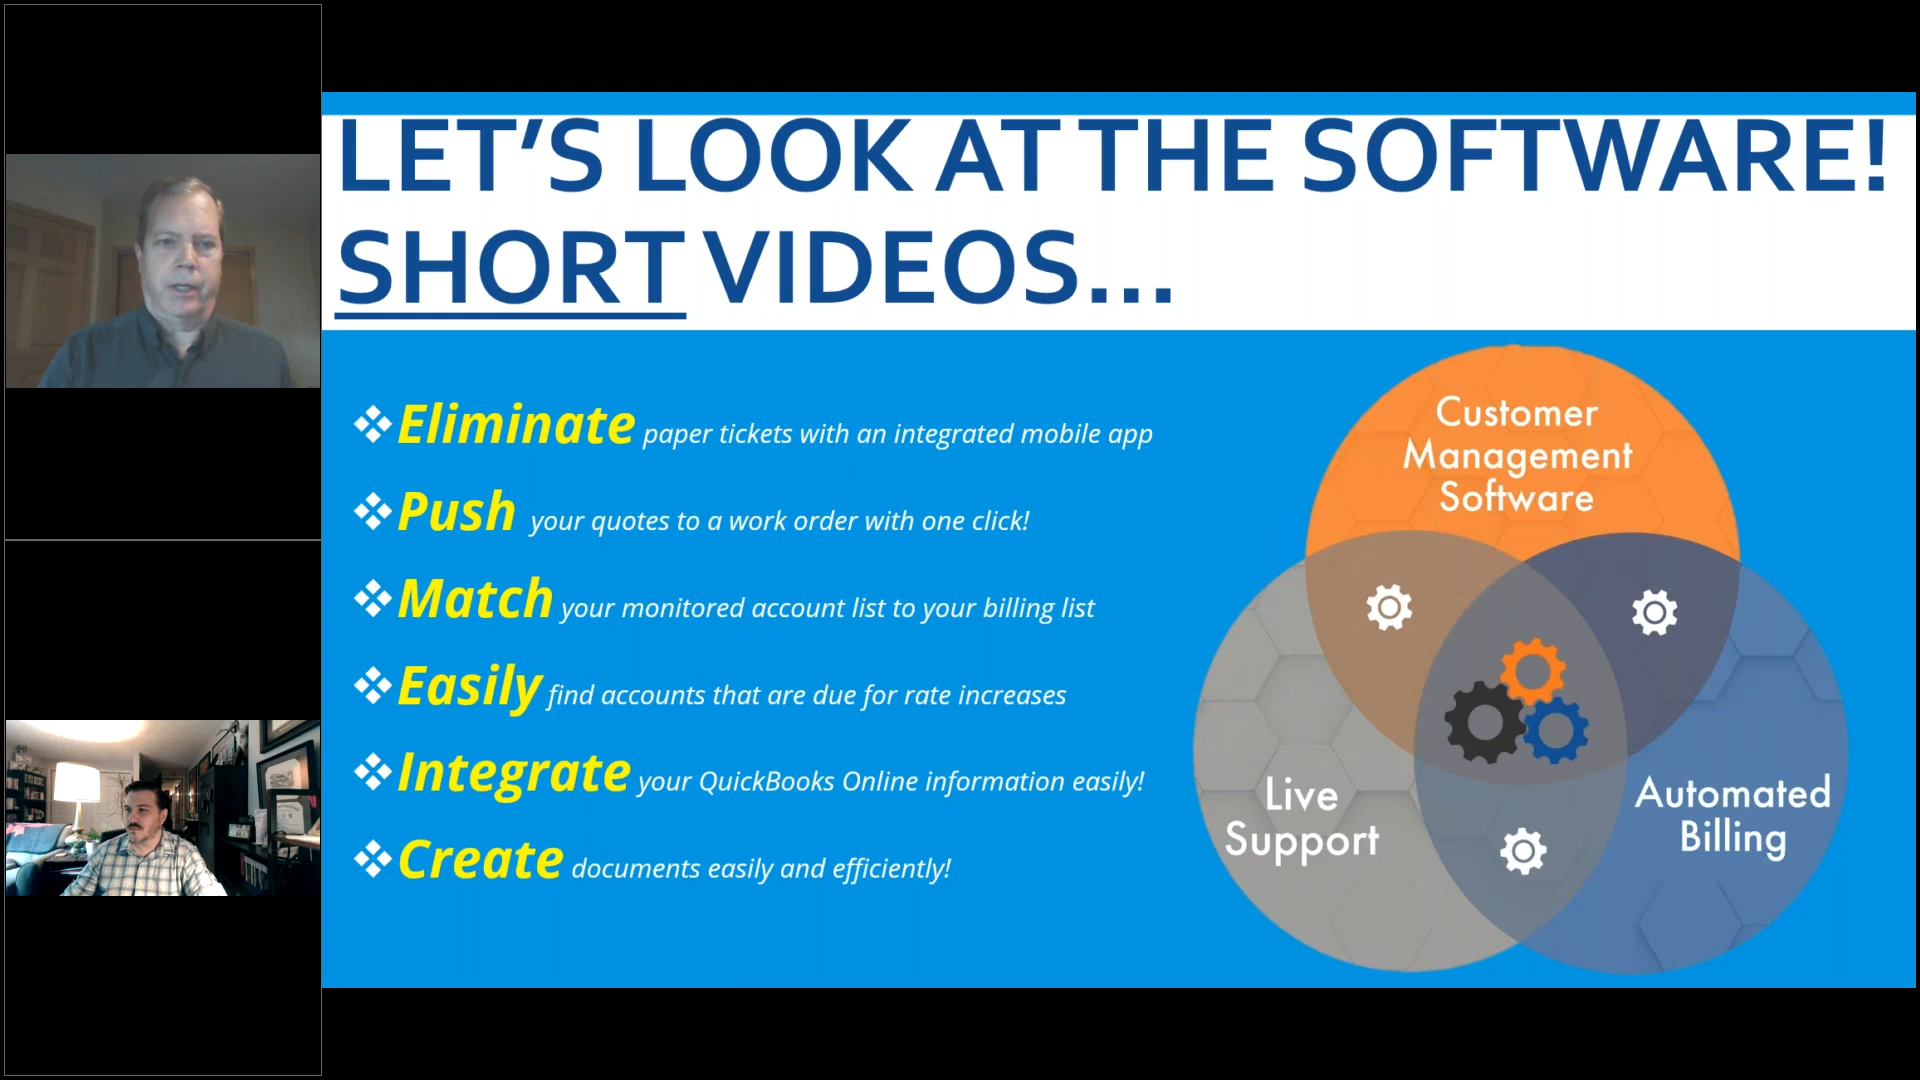 LET’S LOOK AT THE SOFTWARE!
SHORT VIDEOS...
Eliminate paper tickets with an integrated mobile app
Push your quotes to a work order with one click!
Match your monitored account list to your billing list
Easily find accounts that are due for rate increases
Integrate your QuickBooks Online information easily!
Create documents easily and efficiently!
Customer
Management
Software
Live
Support
Automated
Billing